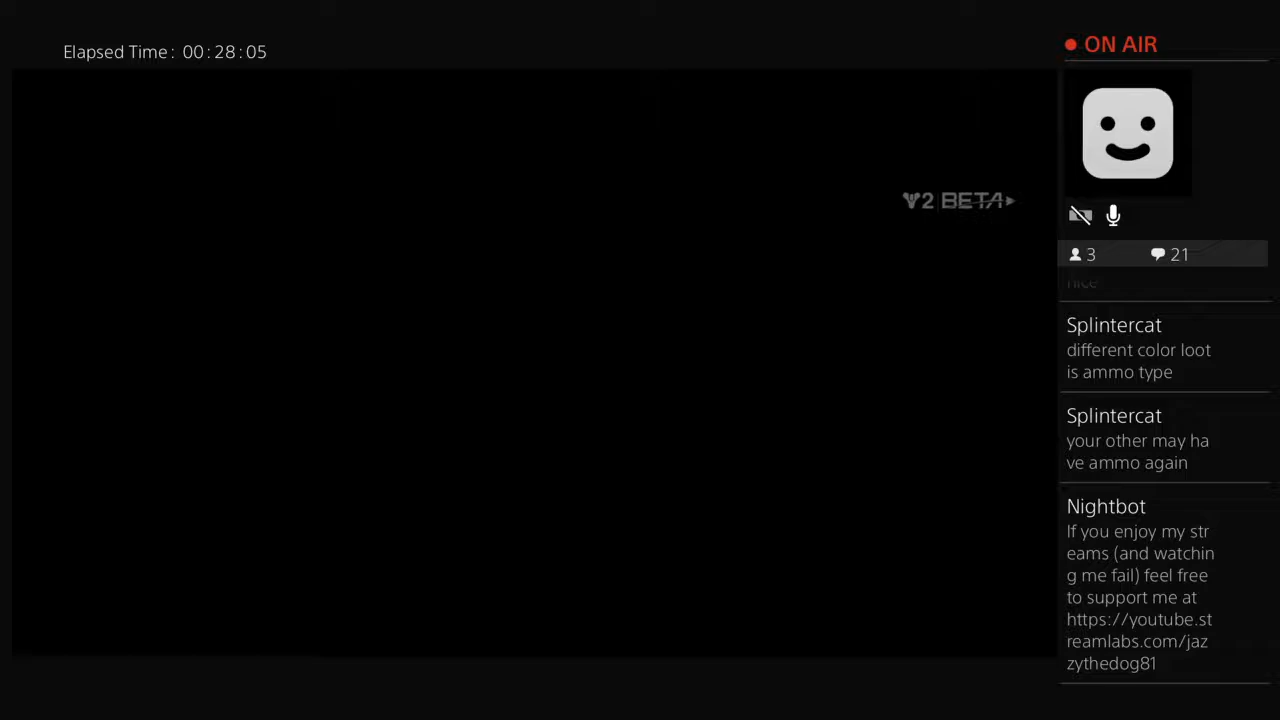 Elapsed Time: 00:28:05
ON AIR
2 BETA
3 21
nice
Splintercat
different color loot
is ammo type
Splintercat
your other may ha
ve ammo again
Nightbot
If you enjoy my str
eams (and watchin
g me fail) feel free
to support me at
https://youtube.st
reamlabs.com/jaz
zythedog81